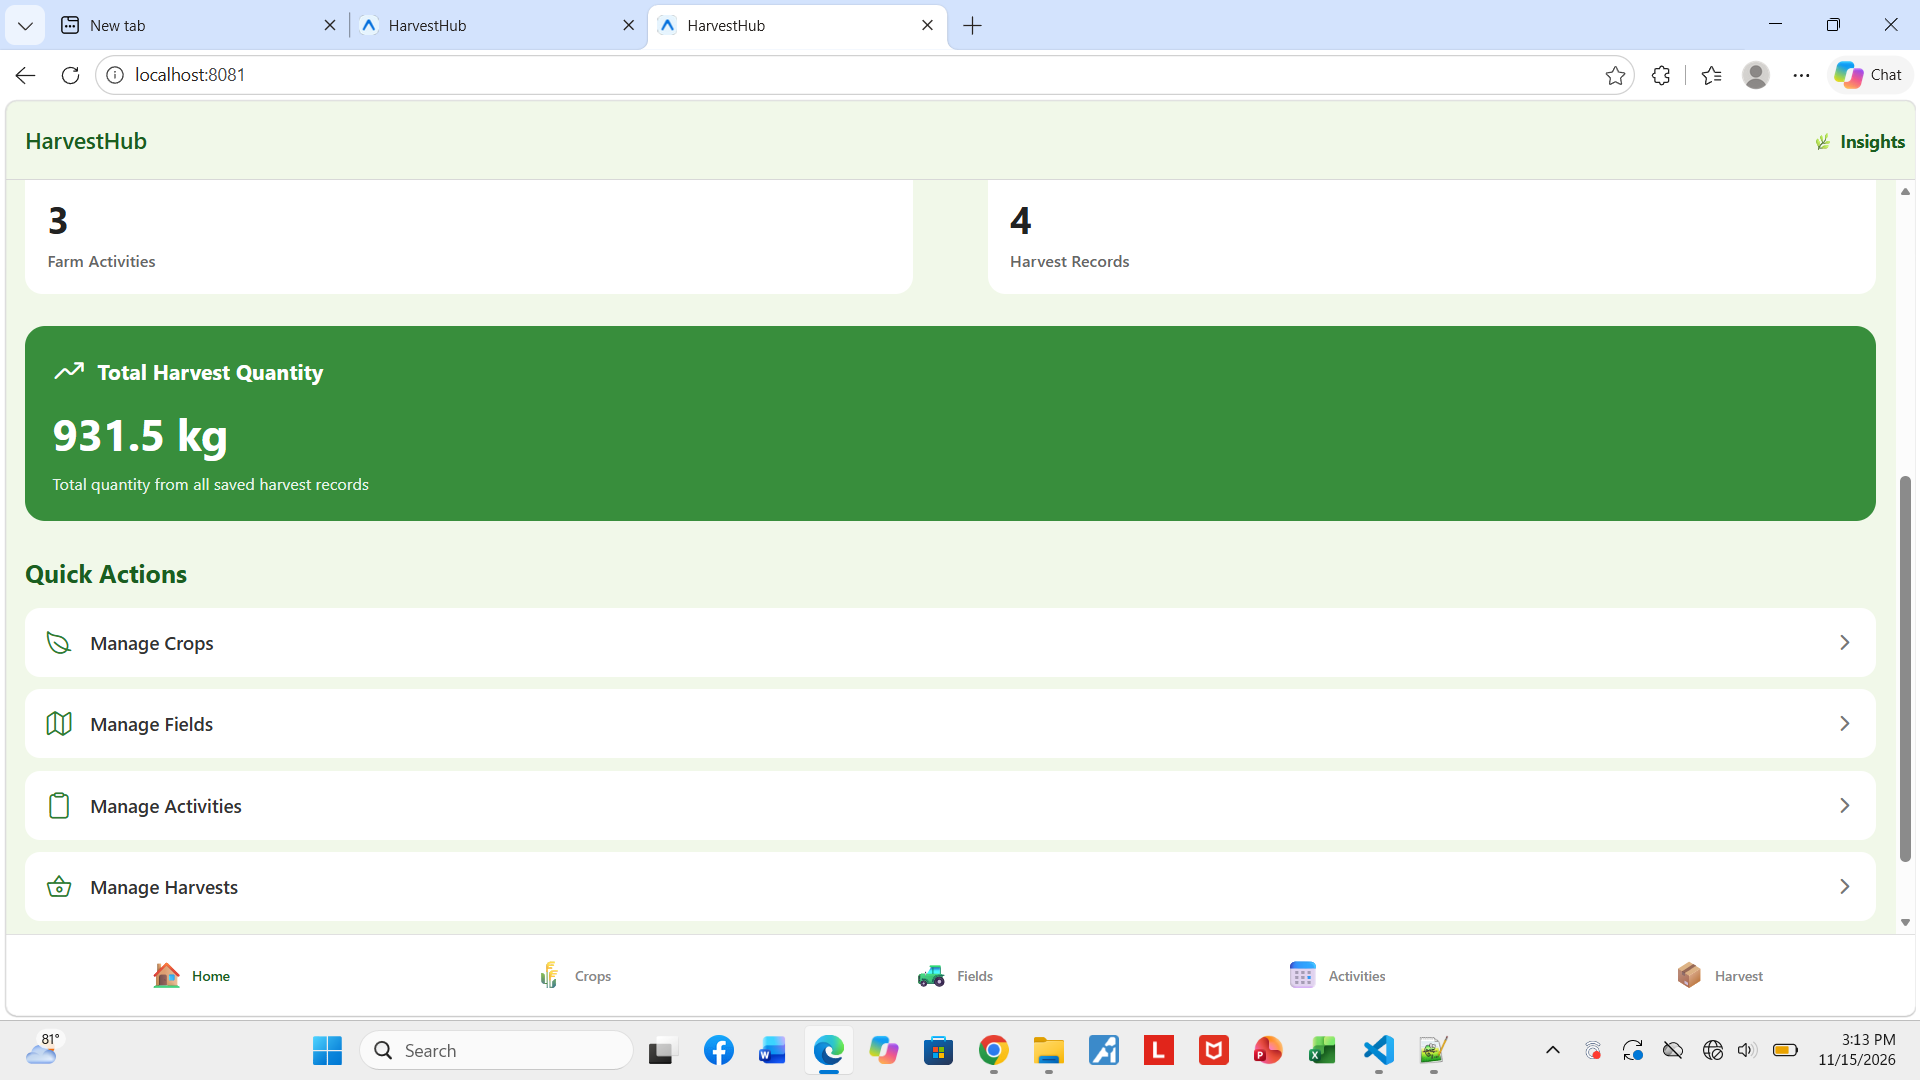 New tab
HarvestHub
HarvestHub
localhost:8081
Chat
HarvestHub
Insights
3
Farm Activities
4
Harvest Records
Total Harvest Quantity
931.5 kg
Total quantity from all saved harvest records
Quick Actions
Manage Crops
Manage Fields
Manage Activities
Manage Harvests
Home
Crops
Fields
Activities
Harvest
81°
Search
3:13 PM
11/15/2026